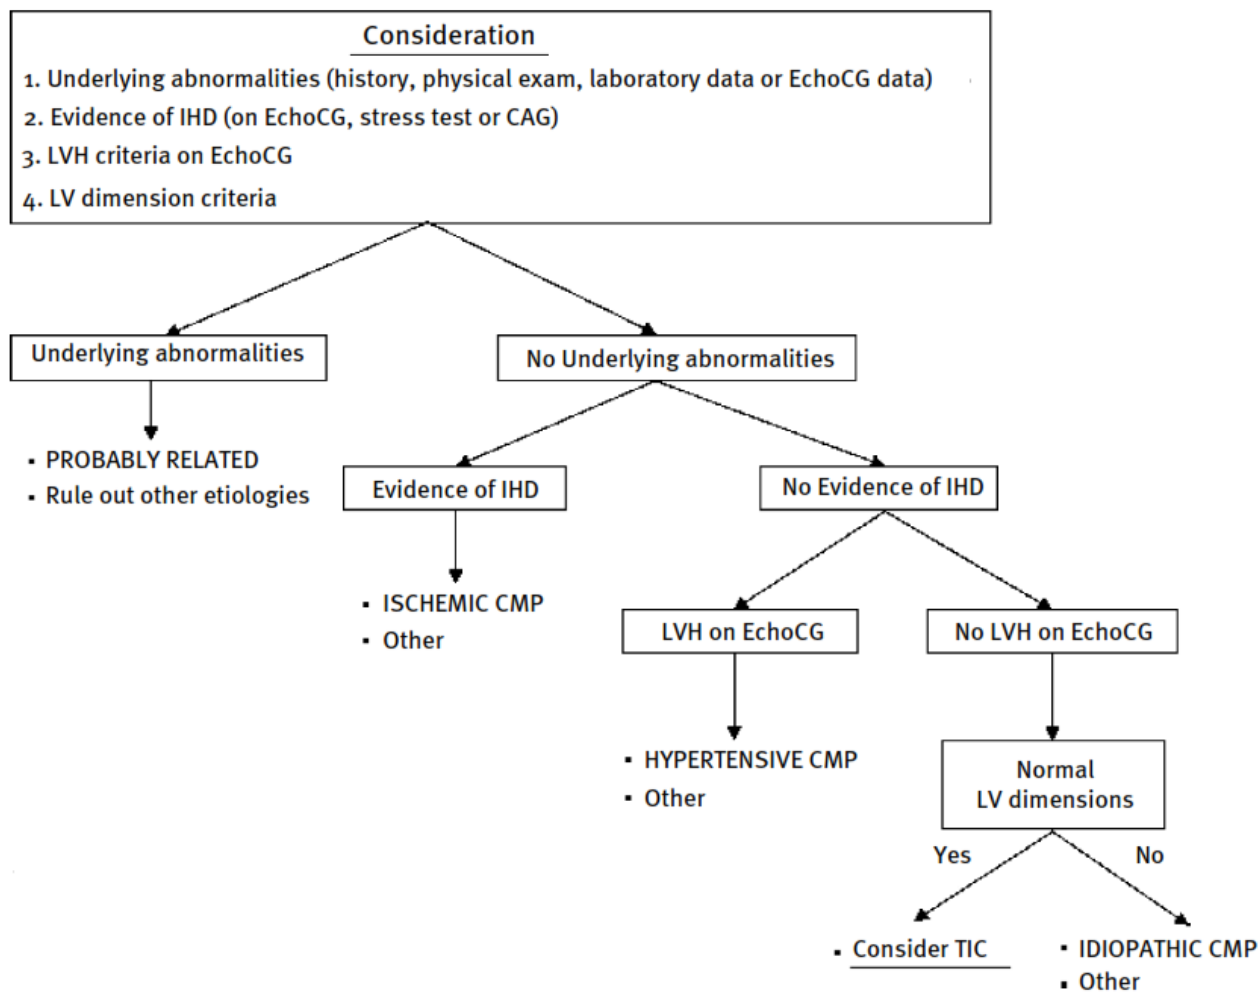 Consideration
1. Underlying abnormalities (history, physical exam, laboratory data or EchoCG data)
2. Evidence of IHD (on EchoCG, stress test or CAG)
3. LVH criteria on EchoCG
4. LV dimension criteria
Underlying abnormalities
No Underlying abnormalities
▪ PROBABLY RELATED
▪ Rule out other etiologies
Evidence of IHD
No Evidence of IHD
▪ ISCHEMIC CMP
▪ Other
LVH on EchoCG
No LVH on EchoCG
▪ HYPERTENSIVE CMP
▪ Other
Normal
LV dimensions
Yes
No
▪ Consider TIC
▪ IDIOPATHIC CMP
▪ Other